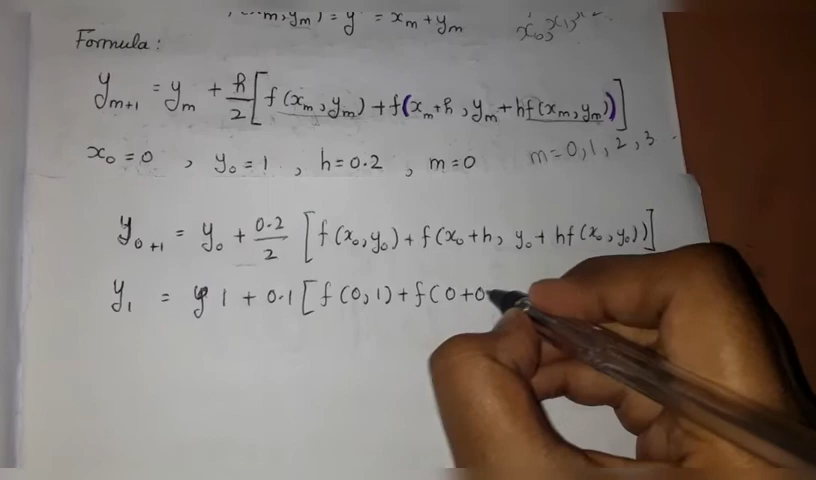 m, ym) = y' = xm + ym x0, x1,
Formula:
ym+1 = ym + h/2 [f(xm, ym) + f(xm+h, ym+hf(xm, ym))]
x0 = 0 , y0 = 1 , h = 0.2 , m = 0 m = 0, 1, 2, 3
y0+1 = y0 + 0.2/2 [f(x0, y0) + f(x0+h, y0+hf(x0, y0))]
y1 = 1 + 0.1 [f(0, 1) + f(0+0